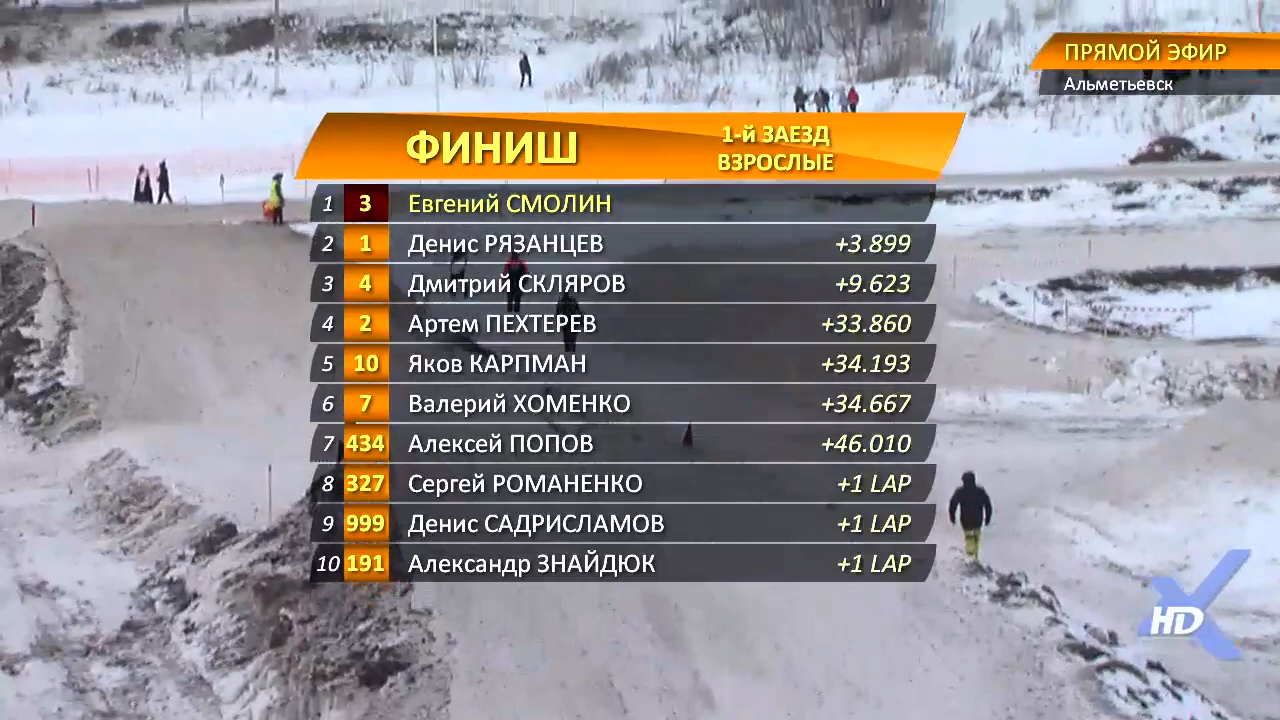 ПРЯМОЙ ЭФИР
Альметьевск
ФИНИШ
1-й ЗАЕЗД
ВЗРОСЛЫЕ
1 3 Евгений СМОЛИН
2 1 Денис РЯЗАНЦЕВ +3.899
3 4 Дмитрий СКЛЯРОВ +9.623
4 2 Артем ПЕХТЕРЕВ +33.860
5 10 Яков КАРПМАН +34.193
6 7 Валерий ХОМЕНКО +34.667
7 434 Алексей ПОПОВ +46.010
8 327 Сергей РОМАНЕНКО +1 LAP
9 999 Денис САДРИСЛАМОВ +1 LAP
10 191 Александр ЗНАЙДЮК +1 LAP
X HD